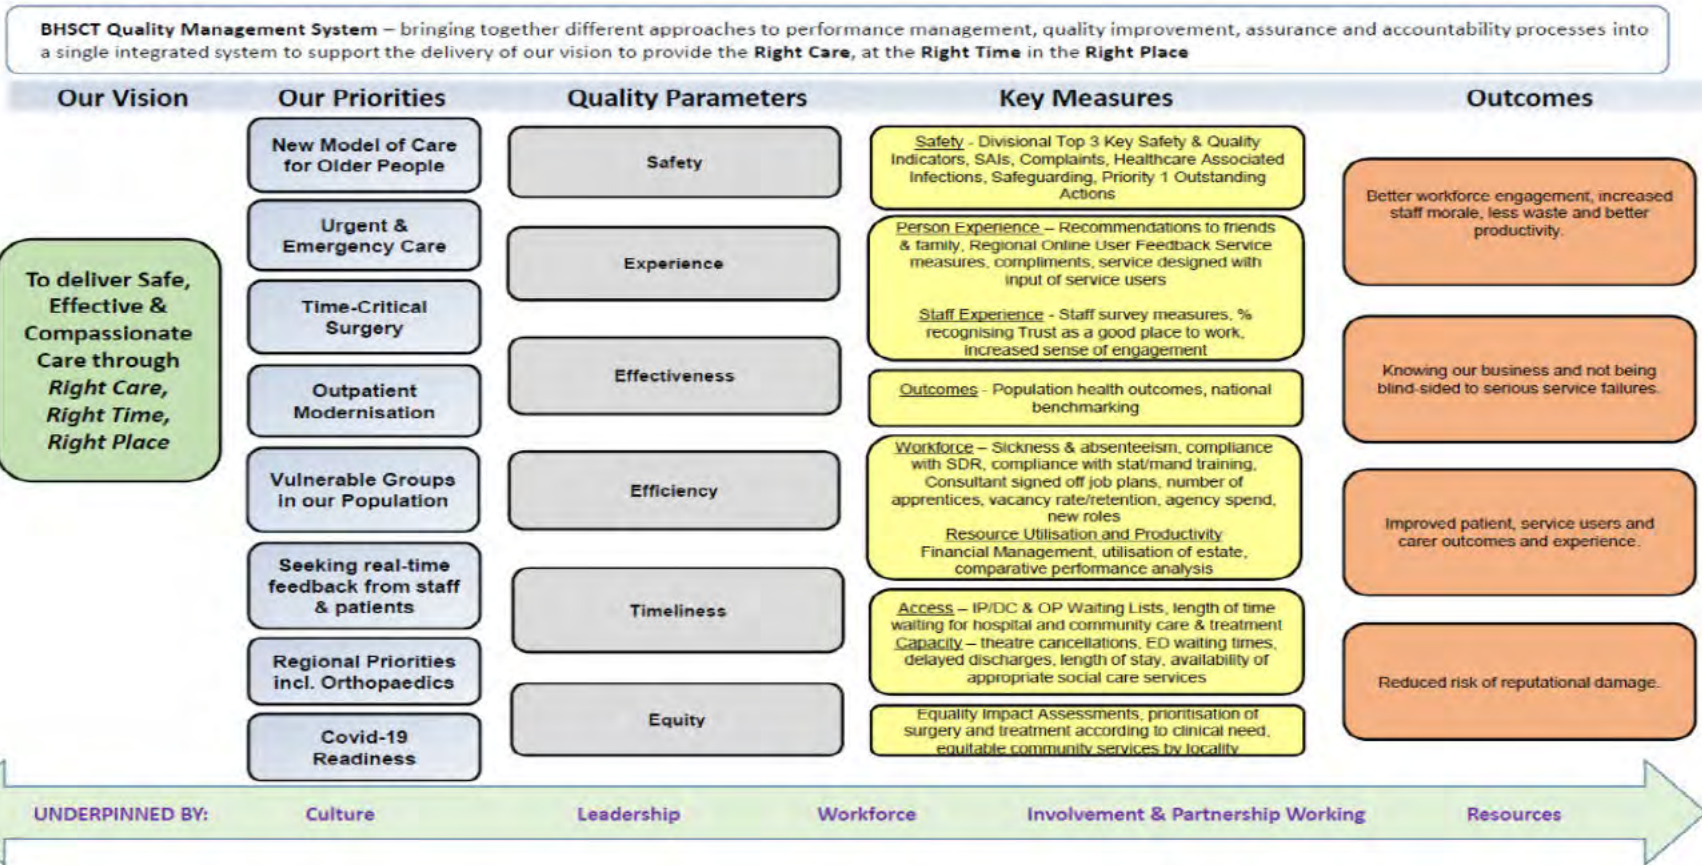 BHSCT Quality Management System – bringing together different approaches to performance management, quality improvement, assurance and accountability processes into
a single integrated system to support the delivery of our vision to provide the Right Care, at the Right Time in the Right Place
Our Vision
Our Priorities
Quality Parameters
Key Measures
Outcomes
To deliver Safe,
Effective &
Compassionate
Care through
Right Care,
Right Time,
Right Place
New Model of Care
for Older People
Urgent &
Emergency Care
Time-Critical
Surgery
Outpatient
Modernisation
Vulnerable Groups
in our Population
Seeking real-time
feedback from staff
& patients
Regional Priorities
incl. Orthopaedics
Covid-19
Readiness
Safety
Experience
Effectiveness
Efficiency
Timeliness
Equity
Safety - Divisional Top 3 Key Safety & Quality
Indicators, SAIs, Complaints, Healthcare Associated
Infections, Safeguarding, Priority 1 Outstanding
Actions
Person Experience – Recommendations to friends
& family, Regional Online User Feedback Service
measures, compliments, service designed with
input of service users
Staff Experience - Staff survey measures, %
recognising Trust as a good place to work,
increased sense of engagement
Outcomes - Population health outcomes, national
benchmarking
Workforce – Sickness & absenteeism, compliance
with SDR, compliance with stat/mand training,
Consultant signed off job plans, number of
apprentices, vacancy rate/retention, agency spend,
new roles
Resource Utilisation and Productivity
Financial Management, utilisation of estate,
comparative performance analysis
Access – IP/DC & OP Waiting Lists, length of time
waiting for hospital and community care & treatment
Capacity – theatre cancellations, ED waiting times,
delayed discharges, length of stay, availability of
appropriate social care services
Equality Impact Assessments, prioritisation of
surgery and treatment according to clinical need,
equitable community services by locality
Better workforce engagement, increased
staff morale, less waste and better
productivity.
Knowing our business and not being
blind-sided to serious service failures.
Improved patient, service users and
carer outcomes and experience.
Reduced risk of reputational damage.
UNDERPINNED BY:
Culture
Leadership
Workforce
Involvement & Partnership Working
Resources